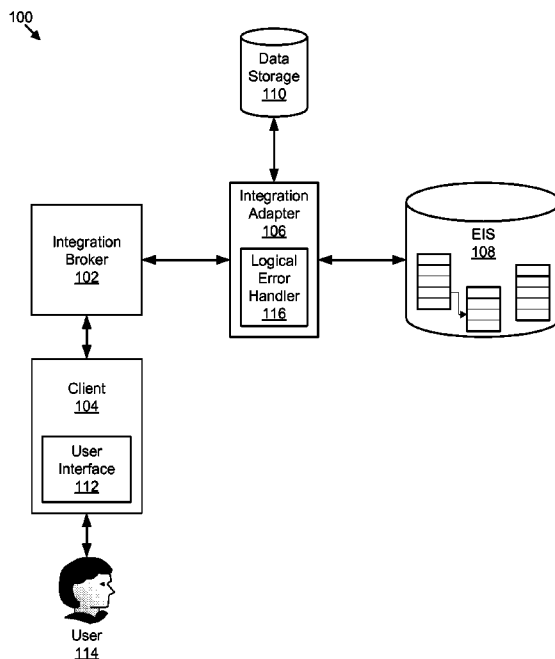 100
Data
Storage
110
Integration
Adapter
106
Logical
Error
Handler
116
EIS
108
Integration
Broker
102
Client
104
User
Interface
112
User
114